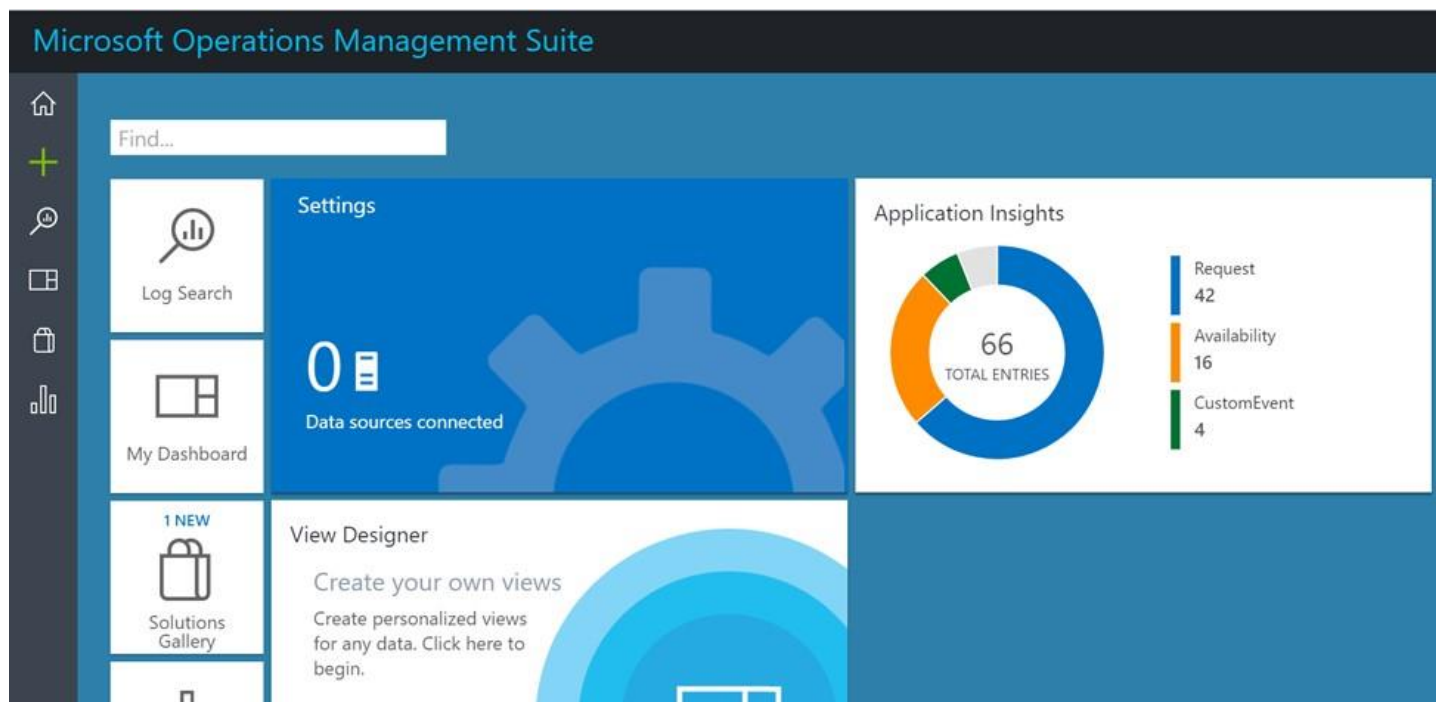 Microsoft Operations Management Suite
Find...
Log Search
My Dashboard
1 NEW
Solutions
Gallery
Settings
0
Data sources connected
View Designer
Create your own views
Create personalized views
for any data. Click here to
begin.
Application Insights
66
TOTAL ENTRIES
Request
42
Availability
16
CustomEvent
4